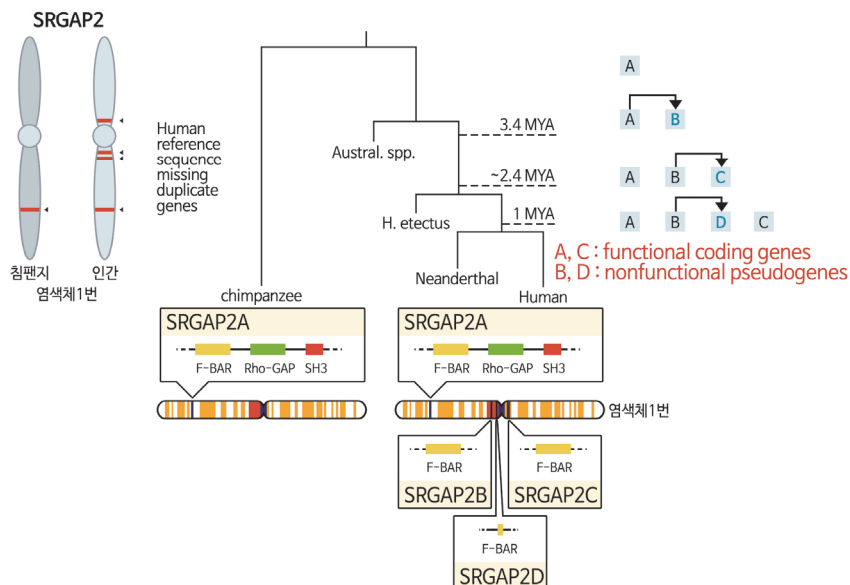 SRGAP2
침팬지
인간
염색체1번
Human
reference
sequence
missing
duplicate
genes
Austral. spp.
H. etectus
Neanderthal
chimpanzee
Human
3.4 MYA
~2.4 MYA
1 MYA
A
A B
A B C
A B D C
A, C : functional coding genes
B, D : nonfunctional pseudogenes
SRGAP2A
F-BAR Rho-GAP SH3
SRGAP2A
F-BAR Rho-GAP SH3
염색체1번
F-BAR
SRGAP2B
F-BAR
SRGAP2C
F-BAR
SRGAP2D